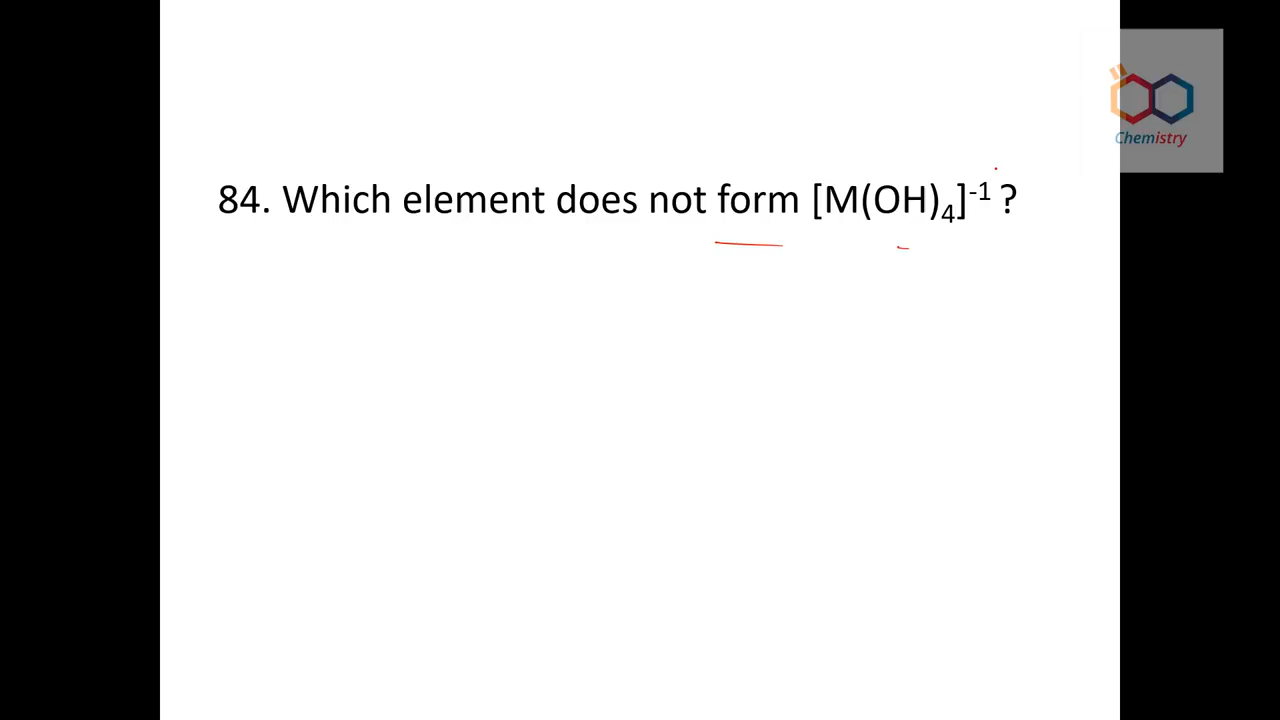 Chemistry
84. Which element does not form [M(OH)₄]⁻¹ ?